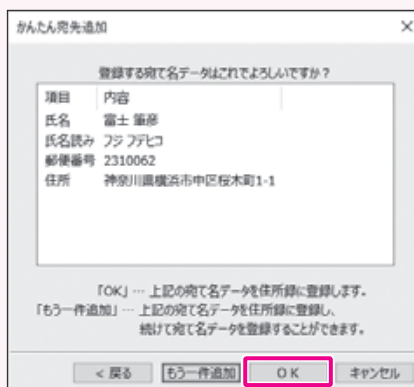 かんたん宛先追加
登録する宛て名データはこれでよろしいですか？
項目 内容
氏名 富士 筆彦
氏名読み フジ フデヒコ
郵便番号 2310062
住所 神奈川県横浜市中区桜木町1-1
「OK」… 上記の宛て名データを住所録に登録します。
「もう一件追加」… 上記の宛て名データを住所録に登録し、
続けて宛て名データを登録することができます。
< 戻る もう一件追加 OK キャンセル